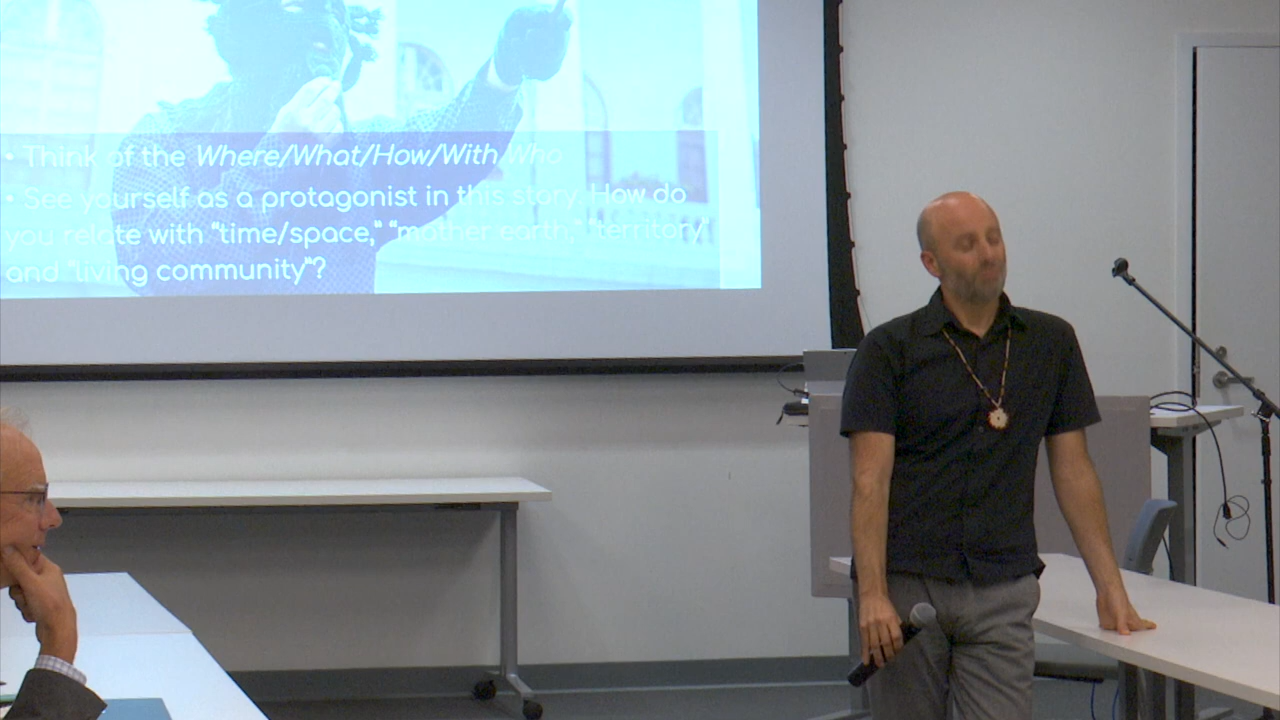 • Think of the Where/What/How/With Who
• See yourself as a protagonist in this story. How do
you relate with "time/space," "mother earth," "territory"
and "living community"?